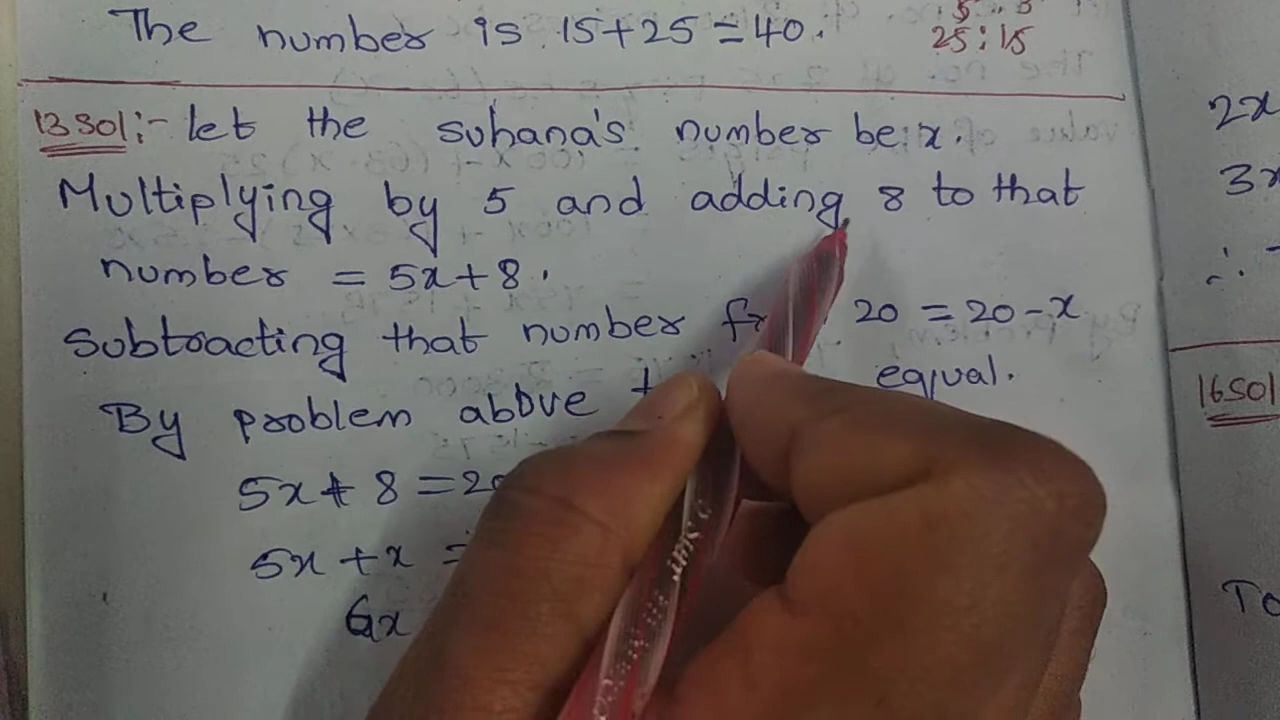 The number is 15+25=40.
25:15
13 Sol:- let the suhana's number be x.
Multiplying by 5 and adding 8 to that
number = 5x+8.
Subtracting that number 20 = 20-x
By problem above equal.
5x+8=20
5x+x =
6x
2x
3x
∴
16 Sol
To